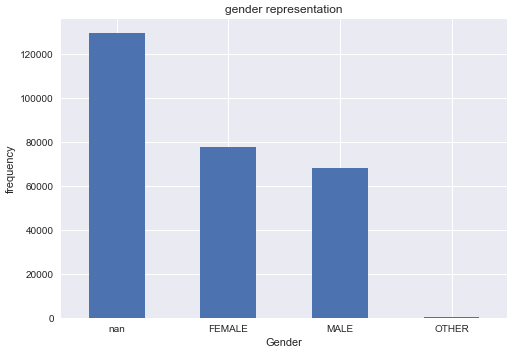 gender representation
120000
100000
80000
60000
40000
20000
0
frequency
nan FEMALE MALE OTHER
Gender